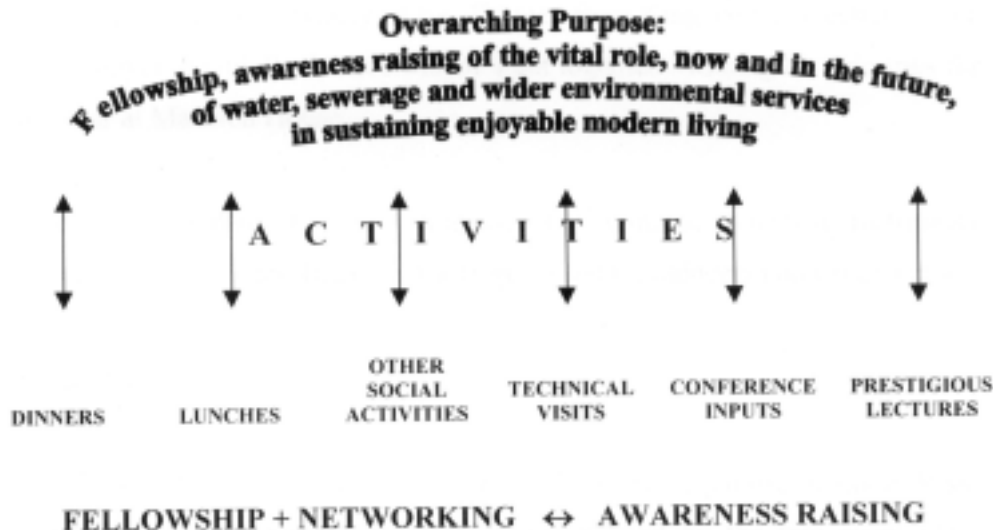 Overarching Purpose:
Fellowship, awareness raising of the vital role, now and in the future,
of water, sewerage and wider environmental services
in sustaining enjoyable modern living
A C T I V I T I E S
DINNERS
LUNCHES
OTHER
SOCIAL
ACTIVITIES
TECHNICAL
VISITS
CONFERENCE
INPUTS
PRESTIGIOUS
LECTURES
FELLOWSHIP + NETWORKING ↔ AWARENESS RAISING